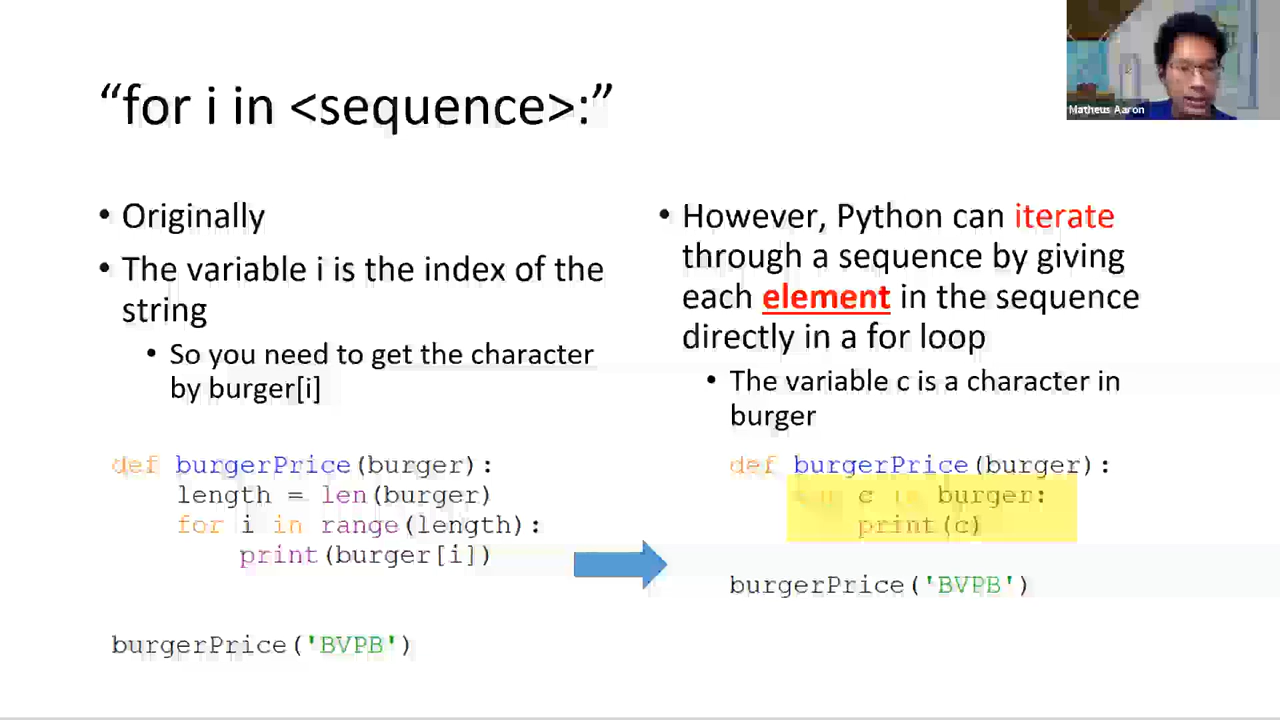 “for i in <sequence>:”
Matheus Aaron
• Originally
• The variable i is the index of the
string
• So you need to get the character
by burger[i]
def burgerPrice(burger):
length = len(burger)
for i in range(length):
print(burger[i])
burgerPrice('BVPB')
• However, Python can iterate
through a sequence by giving
each element in the sequence
directly in a for loop
• The variable c is a character in
burger
def burgerPrice(burger):
c in burger:
print(c)
burgerPrice('BVPB')